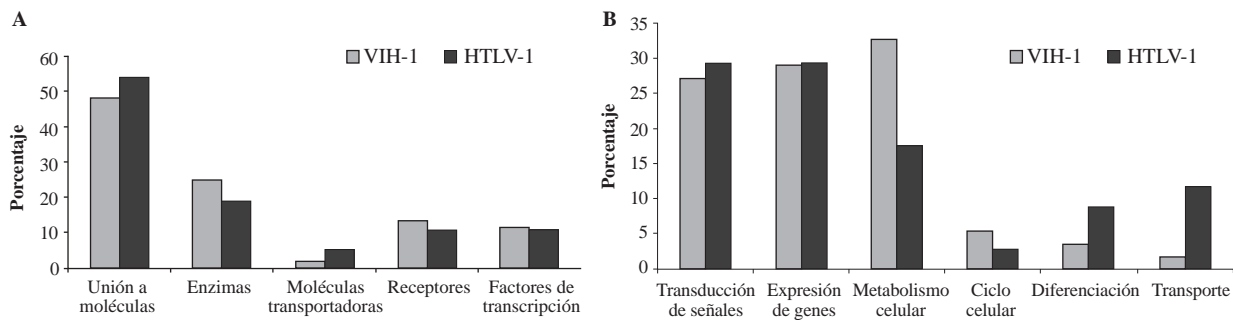 A
VIH-1 HTLV-1
Porcentaje
60
50
40
30
20
10
0
Unión a moléculas
Enzimas
Moléculas transportadoras
Receptores
Factores de transcripción
B
VIH-1 HTLV-1
Porcentaje
35
30
25
20
15
10
5
0
Transducción de señales
Expresión de genes
Metabolismo celular
Ciclo celular
Diferenciación
Transporte